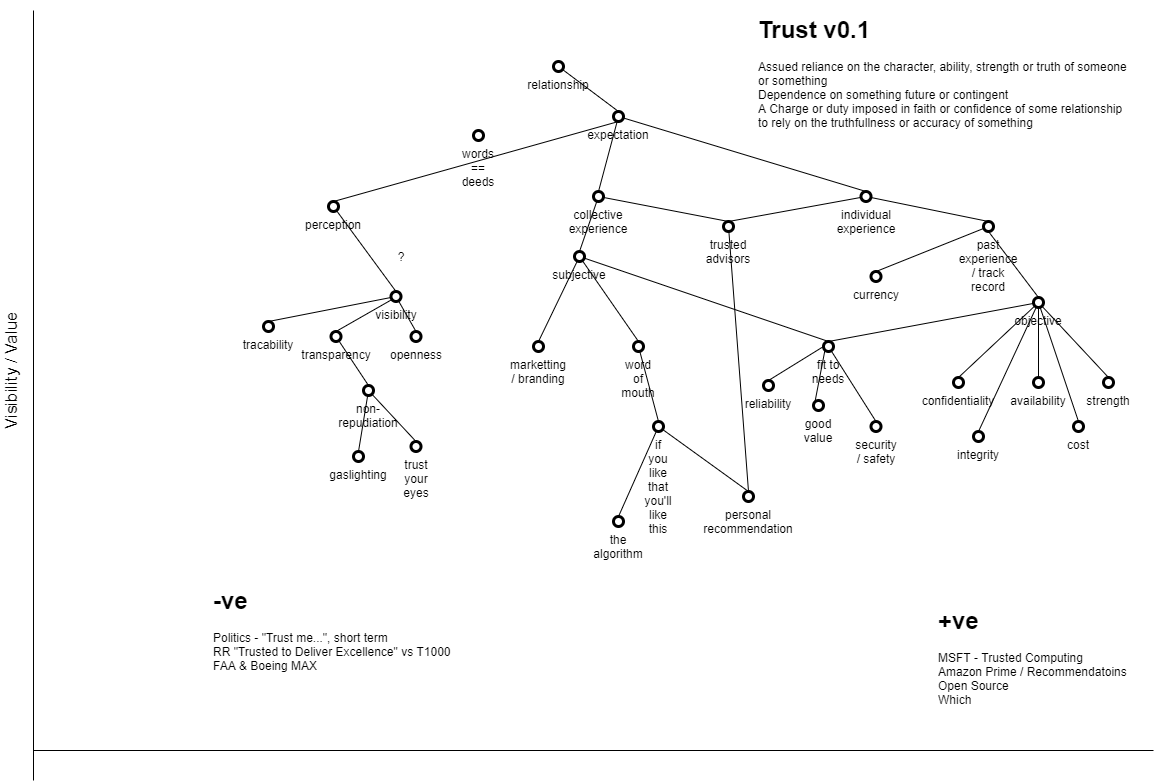 Trust v0.1
Assued reliance on the character, ability, strength or truth of someone
or something
Dependence on something future or contingent
A Charge or duty imposed in faith or confidence of some relationship
to rely on the truthfullness or accuracy of something
relationship
expectation
words
==
deeds
perception
collective
experience
individual
experience
trusted
advisors
past
experience
/ track
record
?
subjective
currency
visibility
objective
tracability
transparency
openness
marketting
/ branding
word
of
mouth
fit to
needs
reliability
good
value
security
/ safety
confidentiality
availability
strength
integrity
cost
non-
repudiation
gaslighting
trust
your
eyes
if
you
like
that
you'll
like
this
personal
recommendation
the
algorithm
Visibility / Value
-ve
Politics - "Trust me...", short term
RR "Trusted to Deliver Excellence" vs T1000
FAA & Boeing MAX
+ve
MSFT - Trusted Computing
Amazon Prime / Recommendatoins
Open Source
Which